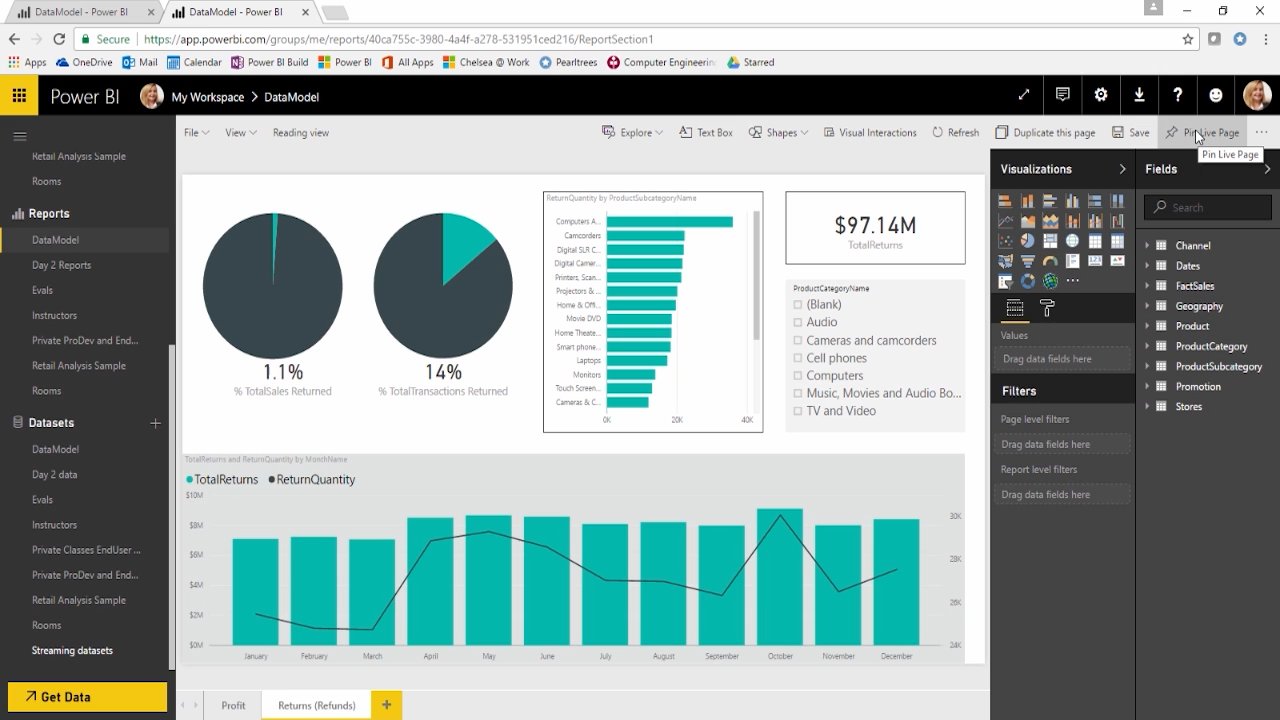 DataModel - Power BI
DataModel - Power BI
Secure https://app.powerbi.com/groups/me/reports/40ca755c-3980-4a4f-a278-531951ced216/ReportSection1
Apps OneDrive Mail Calendar Power BI Build Power BI All Apps Chelsea @ Work Pearltrees Computer Engineering Starred
Power BI My Workspace > DataModel
File View Reading view Explore Text Box Shapes Visual Interactions Refresh Duplicate this page Save Pin Live Page
Pin Live Page
Retail Analysis Sample
Rooms
Reports
DataModel
Day 2 Reports
Evals
Instructors
Private ProDev and End...
Retail Analysis Sample
Rooms
Datasets
DataModel
Day 2 data
Evals
Instructors
Private Classes EndUser ...
Private ProDev and End...
Retail Analysis Sample
Rooms
Streaming datasets
Get Data
1.1%
% TotalSales Returned
14%
% TotalTransactions Returned
ReturnQuantity by ProductSubcategoryName
Computers A...
Camcorders
Digital SLR C...
Digital Camer...
Printers, Scan...
Projectors & ...
Home & Offi...
Movie DVD
Home Theate...
Smart phone...
Laptops
Monitors
Touch Screen...
Cameras & C...
0K 20K 40K
$97.14M
TotalReturns
ProductCategoryName
(Blank)
Audio
Cameras and camcorders
Cell phones
Computers
Music, Movies and Audio Bo...
TV and Video
TotalReturns and ReturnQuantity by MonthName
TotalReturns ReturnQuantity
$10M
$8M
$6M
$4M
$2M
$0M
30K
28K
26K
24K
January February March April May June July August September October November December
Profit Returns (Refunds) +
Visualizations
Values
Drag data fields here
Filters
Page level filters
Drag data fields here
Report level filters
Drag data fields here
Fields
Search
Channel
Dates
FactSales
Geography
Product
ProductCategory
ProductSubcategory
Promotion
Stores